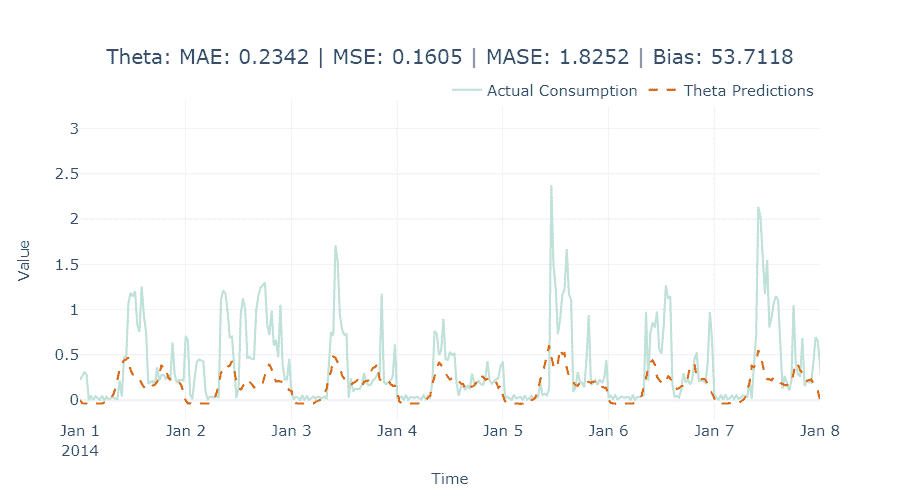 Theta: MAE: 0.2342 | MSE: 0.1605 | MASE: 1.8252 | Bias: 53.7118
Actual Consumption Theta Predictions
3
2.5
2
1.5
1
0.5
0
Value
Jan 1 Jan 2 Jan 3 Jan 4 Jan 5 Jan 6 Jan 7 Jan 8
2014
Time